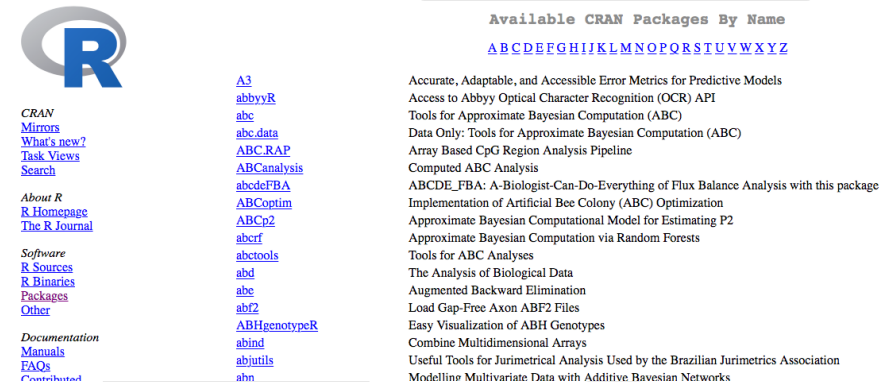 R
CRAN
Mirrors
What's new?
Task Views
Search
About R
R Homepage
The R Journal
Software
R Sources
R Binaries
Packages
Other
Documentation
Manuals
FAQs
Contributed
Available CRAN Packages By Name
A B C D E F G H I J K L M N O P Q R S T U V W X Y Z
A3 Accurate, Adaptable, and Accessible Error Metrics for Predictive Models
abbyyR Access to Abbyy Optical Character Recognition (OCR) API
abc Tools for Approximate Bayesian Computation (ABC)
abc.data Data Only: Tools for Approximate Bayesian Computation (ABC)
ABC.RAP Array Based CpG Region Analysis Pipeline
ABCanalysis Computed ABC Analysis
abcdeFBA ABCDE_FBA: A-Biologist-Can-Do-Everything of Flux Balance Analysis with this package
ABCoptim Implementation of Artificial Bee Colony (ABC) Optimization
ABCp2 Approximate Bayesian Computational Model for Estimating P2
abcrf Approximate Bayesian Computation via Random Forests
abctools Tools for ABC Analyses
abd The Analysis of Biological Data
abe Augmented Backward Elimination
abf2 Load Gap-Free Axon ABF2 Files
ABHgenotypeR Easy Visualization of ABH Genotypes
abind Combine Multidimensional Arrays
abjutils Useful Tools for Jurimetrical Analysis Used by the Brazilian Jurimetrics Association
abn Modelling Multivariate Data with Additive Bayesian Networks